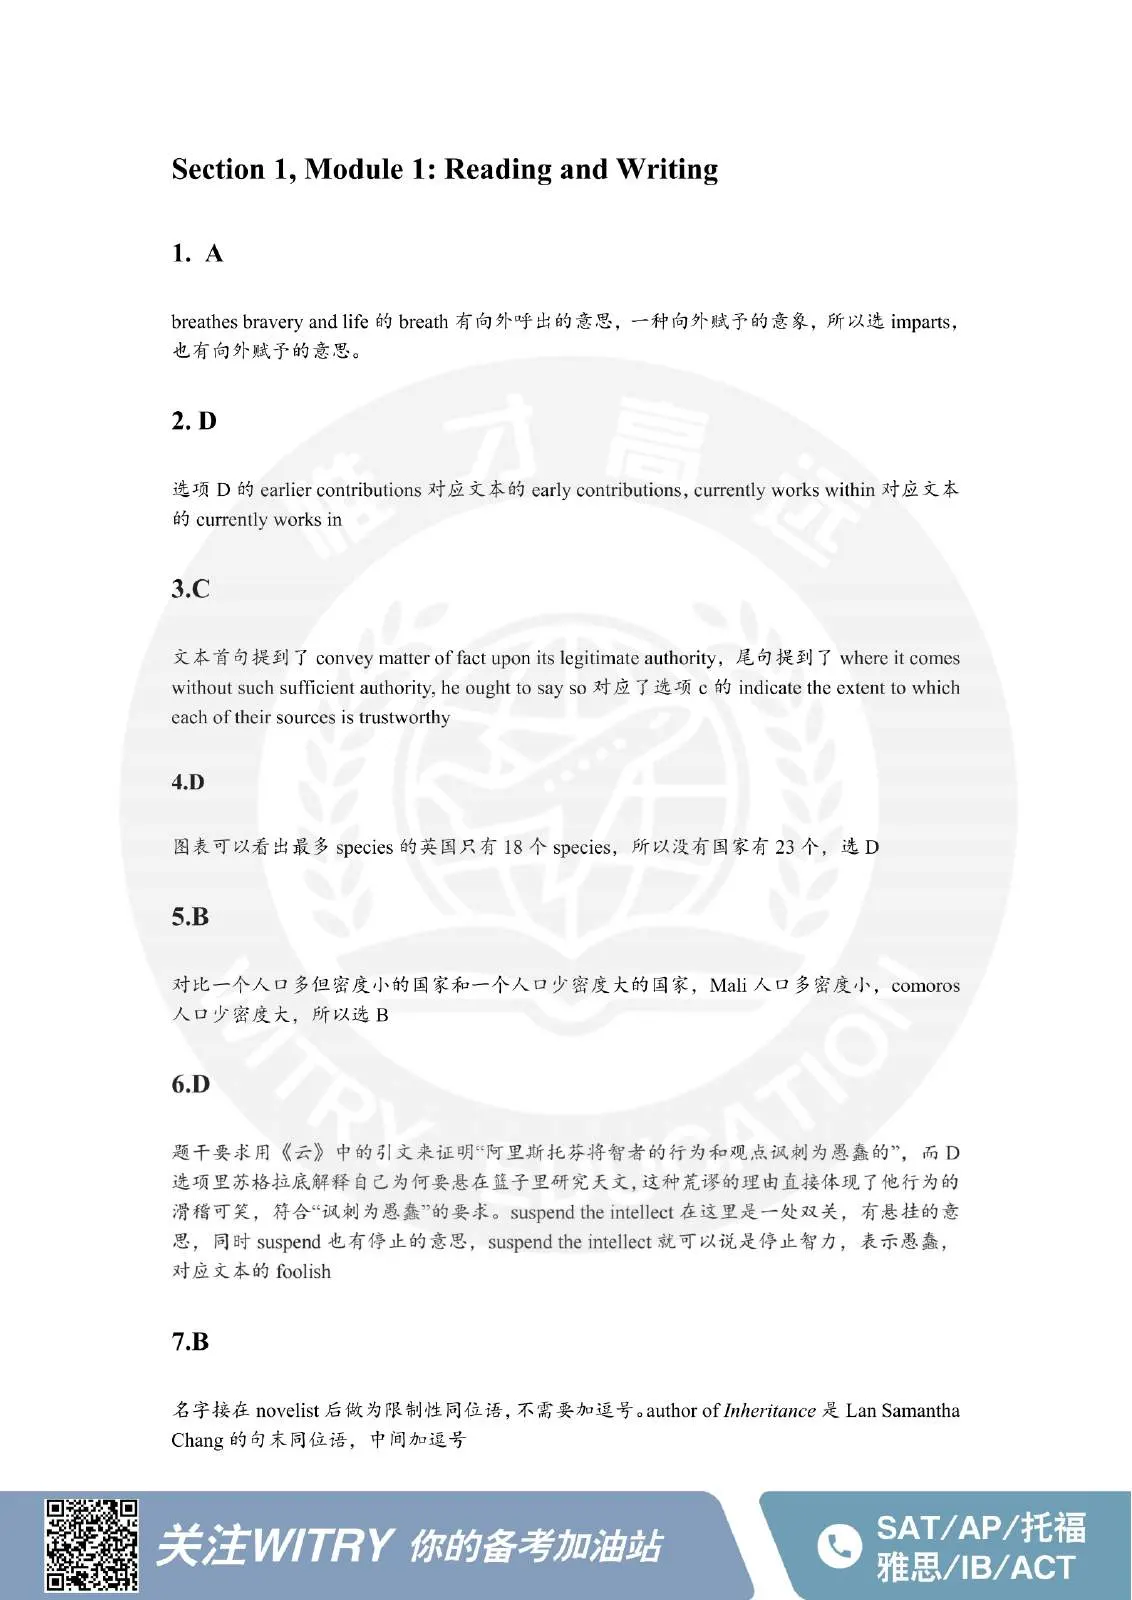 Section 1, Module 1: Reading and Writing
1. A
breathes bravery and life 的 breath 有向外呼出的意思，一种向外赋予的意象，所以选 imparts，
也有向外赋予的意思。
惟才高远
2. D
选项 D 的 earlier contributions 对应文本的 early contributions, currently works within 对应文本
的 currently works in
3.C
文本首句提到了 convey matter of fact upon its legitimate authority，尾句提到了 where it comes
without such sufficient authority, he ought to say so 对应了选项 c 的 indicate the extent to which
each of their sources is trustworthy
4.D
图表可以看出最多 species 的英国只有 18 个 species，所以没有国家有 23 个，选 D
5.B
对比一个人口多但密度小的国家和一个人口少密度大的国家，Mali 人口多密度小，comoros
人口少密度大，所以选 B
WITRY EDUCATION
6.D
题干要求用《云》中的引文来证明“阿里斯托芬将智者的行为和观点讽刺为愚蠢的”，而 D
选项里苏格拉底解释自己为何要悬在篮子里研究天文，这种荒谬的理由直接体现了他行为的
滑稽可笑，符合“讽刺为愚蠢”的要求。suspend the intellect 在这里是一处双关，有悬挂的意
思，同时 suspend 也有停止的意思，suspend the intellect 就可以说是停止智力，表示愚蠢，
对应文本的 foolish
7.B
名字接在 novelist 后做为限制性同位语，不需要加逗号。author of Inheritance 是 Lan Samantha
Chang 的句末同位语，中间加逗号
关注WITRY 你的备考加油站
SAT/AP/托福
雅思/IB/ACT